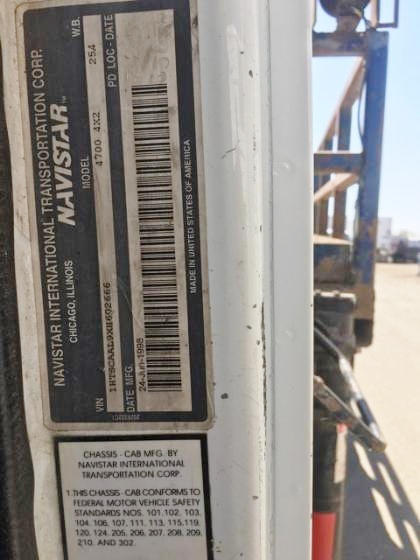 NAVISTAR INTERNATIONAL TRANSPORTATION CORP.
CHICAGO, ILLINOIS
NAVISTAR™
MODEL
W.B.
4700 4X2
254
VIN
PD LOC - DATE
1HTSCAAL9XH602666
DATE MFG.
24-Jun-1998
MADE IN UNITED STATES OF AMERICA
CHASSIS - CAB MFG. BY
NAVISTAR INTERNATIONAL
TRANSPORTATION CORP.
1.THIS CHASSIS - CAB CONFORMS TO
FEDERAL MOTOR VEHICLE SAFETY
STANDARDS NOS. 101. 102. 103.
104. 106. 107. 111. 113. 115.119.
120. 124. 205. 206. 207. 208. 209.
210. AND 302.